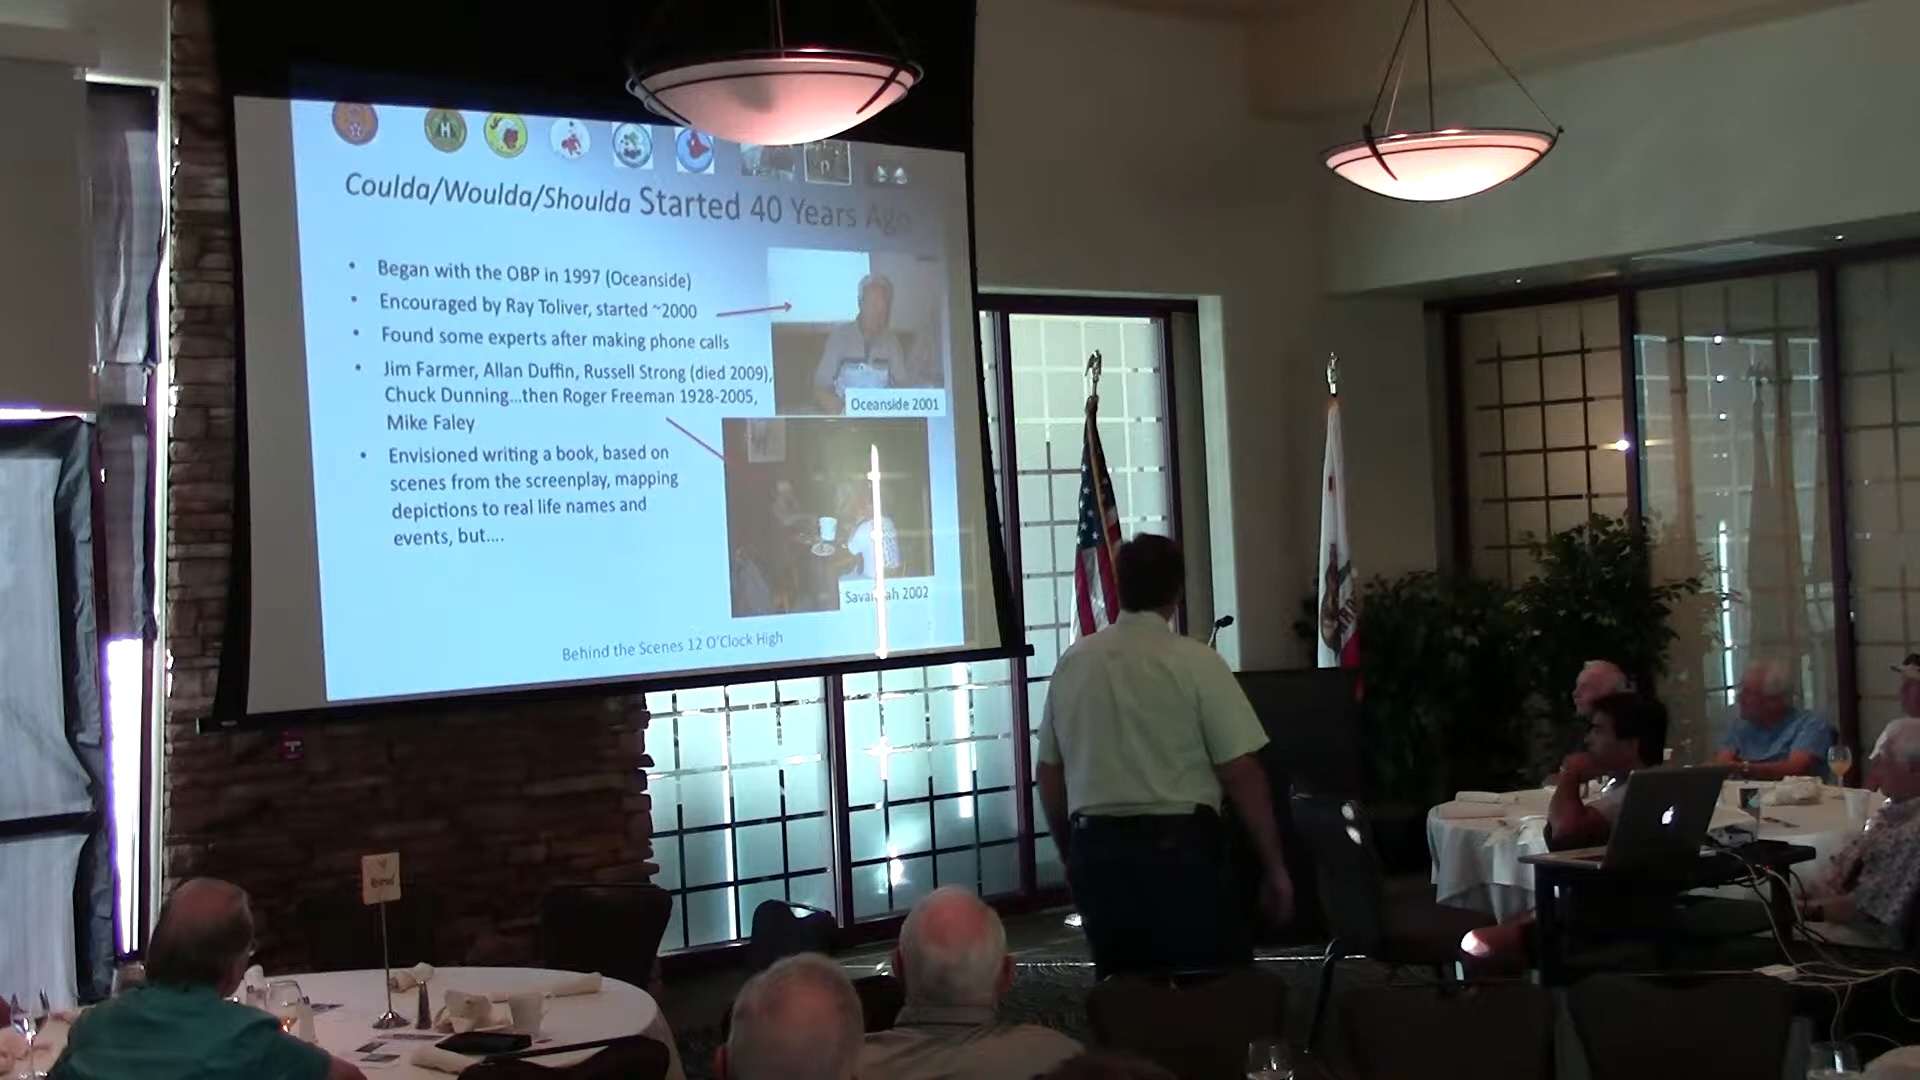 H
Coulda/Woulda/Shoulda Started 40 Years Ago
• Began with the OBP in 1997 (Oceanside)
• Encouraged by Ray Toliver, started ~2000
• Found some experts after making phone calls
• Jim Farmer, Allan Duffin, Russell Strong (died 2009),
Chuck Dunning...then Roger Freeman 1928-2005,
Mike Faley
• Envisioned writing a book, based on
scenes from the screenplay, mapping
depictions to real life names and
events, but....
Oceanside 2001
Savannah 2002
Behind the Scenes 12 O'Clock High